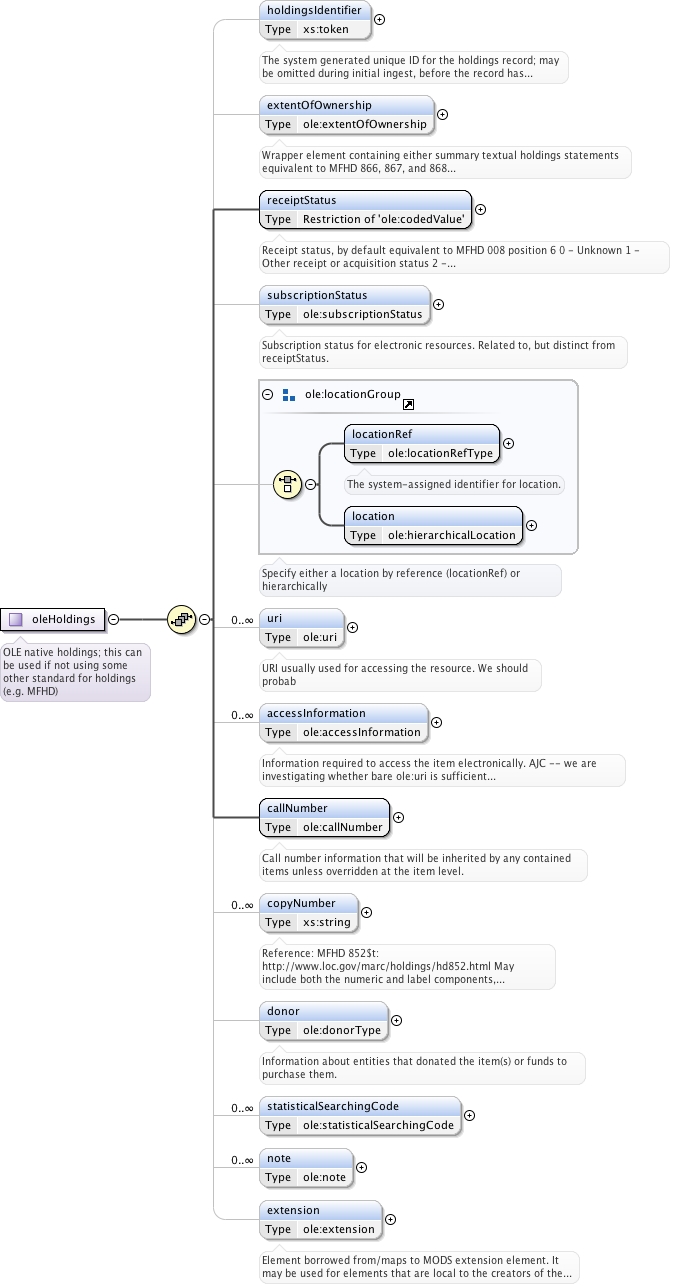 holdingsIdentifier
Type xs:token
The system generated unique ID for the holdings record; may
be omitted during initial ingest, before the record has...
extentOfOwnership
Type ole:extentOfOwnership
Wrapper element containing either summary textual holdings statements
equivalent to MFHD 866, 867, and 868...
receiptStatus
Type Restriction of 'ole:codedValue'
Receipt status, by default equivalent to MFHD 008 position 6 0 - Unknown 1 -
Other receipt or acquisition status 2 -...
subscriptionStatus
Type ole:subscriptionStatus
Subscription status for electronic resources. Related to, but distinct from
receiptStatus.
ole:locationGroup
locationRef
Type ole:locationRefType
The system-assigned identifier for location.
location
Type ole:hierarchicalLocation
Specify either a location by reference (locationRef) or
hierarchically
oleHoldings
OLE native holdings; this can
be used if not using some
other standard for holdings
(e.g. MFHD)
0..∞
uri
Type ole:uri
URI usually used for accessing the resource. We should
probab
0..∞
accessInformation
Type ole:accessInformation
Information required to access the item electronically. AJC -- we are
investigating whether bare ole:uri is sufficient...
callNumber
Type ole:callNumber
Call number information that will be inherited by any contained
items unless overridden at the item level.
0..∞
copyNumber
Type xs:string
Reference: MFHD 852$t:
http://www.loc.gov/marc/holdings/hd852.html May
include both the numeric and label components,...
donor
Type ole:donorType
Information about entities that donated the item(s) or funds to
purchase them.
0..∞
statisticalSearchingCode
Type ole:statisticalSearchingCode
0..∞
note
Type ole:note
extension
Type ole:extension
Element borrowed from/maps to MODS extension element. It
may be used for elements that are local to the creators of the...